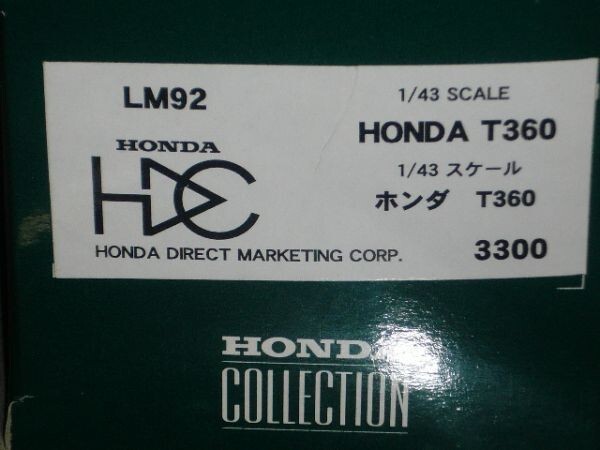 LM92
HONDA
HDC
HONDA DIRECT MARKETING CORP.
1/43 SCALE
HONDA T360
1/43 スケール
ホンダ T360
3300
HONDA
COLLECTION